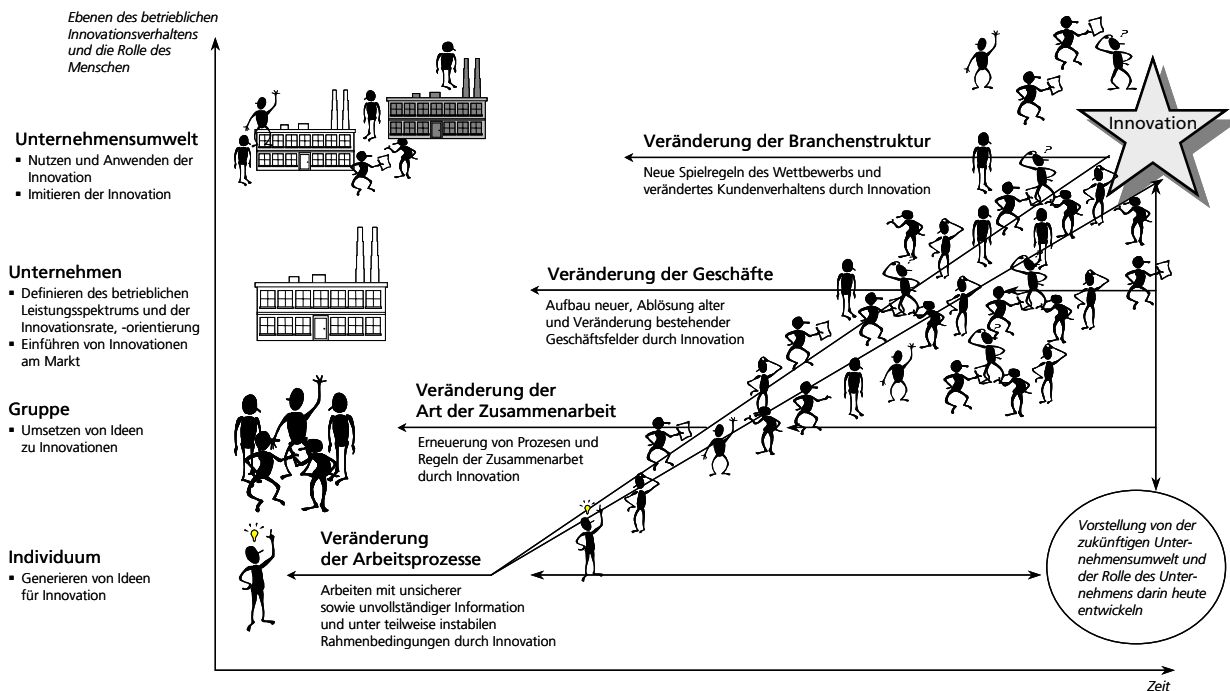 Ebenen des betrieblichen
Innovationsverhaltens
und die Rolle des
Menschen
Unternehmensumwelt
▪ Nutzen und Anwenden der
Innovation
▪ Imitieren der Innovation
Unternehmen
▪ Definieren des betrieblichen
Leistungsspektrums und der
Innovationsrate, -orientierung
▪ Einführen von Innovationen
am Markt
Gruppe
▪ Umsetzen von Ideen
zu Innovationen
Individuum
▪ Generieren von Ideen
für Innovation
Innovation
Veränderung der Branchenstruktur
Neue Spielregeln des Wettbewerbs und
verändertes Kundenverhaltens durch Innovation
Veränderung der Geschäfte
Aufbau neuer, Ablösung alter
und Veränderung bestehender
Geschäftsfelder durch Innovation
Veränderung der
Art der Zusammenarbeit
Erneuerung von Prozesen und
Regeln der Zusammenarbet
durch Innovation
Veränderung
der Arbeitsprozesse
Arbeiten mit unsicherer
sowie unvollständiger Information
und unter teilweise instabilen
Rahmenbedingungen durch Innovation
Vorstellung von der
zukünftigen Unter-
nehmensumwelt und
der Rolle des Unter-
nehmens darin heute
entwickeln
Zeit
?
?
?
?